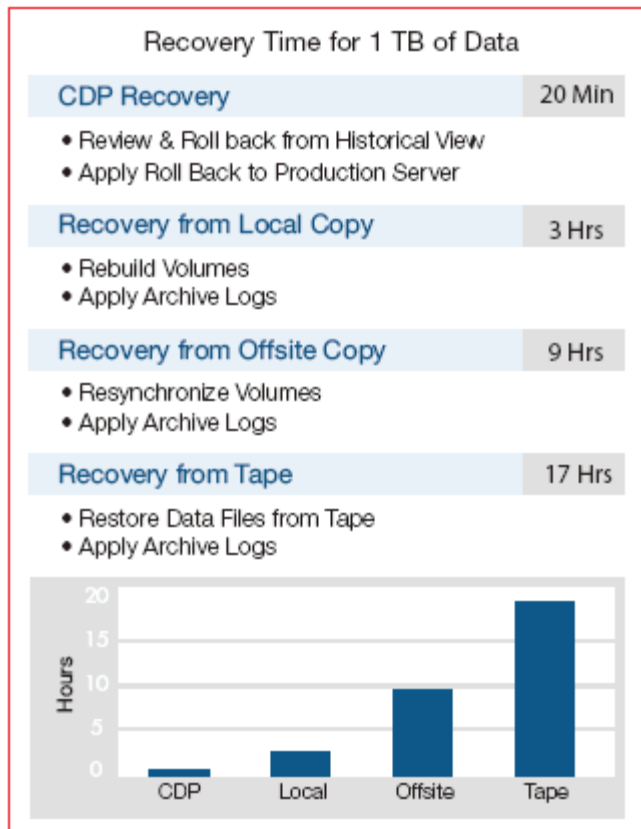 Recovery Time for 1 TB of Data
CDP Recovery 20 Min
• Review & Roll back from Historical View
• Apply Roll Back to Production Server
Recovery from Local Copy 3 Hrs
• Rebuild Volumes
• Apply Archive Logs
Recovery from Offsite Copy 9 Hrs
• Resynchronize Volumes
• Apply Archive Logs
Recovery from Tape 17 Hrs
• Restore Data Files from Tape
• Apply Archive Logs
Hours
20
15
10
5
0
CDP Local Offsite Tape